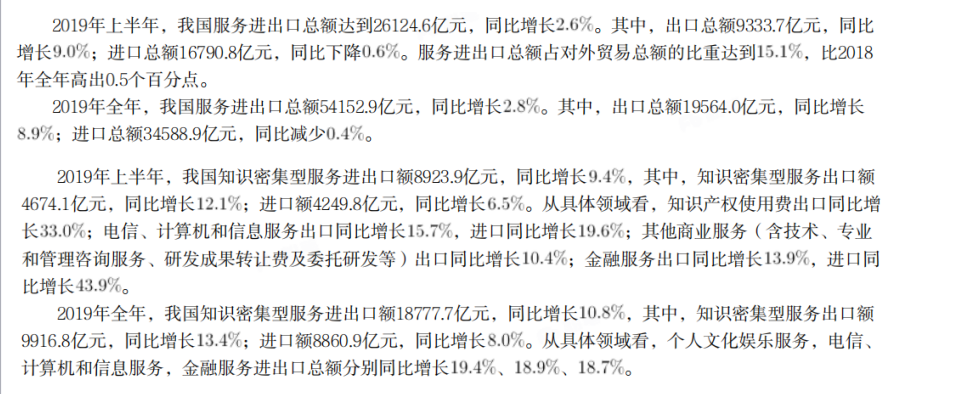 2019年上半年，我国服务进出口总额达到26124.6亿元，同比增长2.6%。其中，出口总额9333.7亿元，同比
增长9.0%；进口总额16790.8亿元，同比下降0.6%。服务进出口总额占对外贸易总额的比重达到15.1%，比2018
年全年高出0.5个百分点。
2019年全年，我国服务进出口总额54152.9亿元，同比增长2.8%。其中，出口总额19564.0亿元，同比增长
8.9%；进口总额34588.9亿元，同比减少0.4%。
2019年上半年，我国知识密集型服务进出口额8923.9亿元，同比增长9.4%，其中，知识密集型服务出口额
4674.1亿元，同比增长12.1%；进口额4249.8亿元，同比增长6.5%。从具体领域看，知识产权使用费出口同比增
长33.0%；电信、计算机和信息服务出口同比增长15.7%，进口同比增长19.6%；其他商业服务（含技术、专业
和管理咨询服务、研发成果转让费及委托研发等）出口同比增长10.4%；金融服务出口同比增长13.9%，进口同
比增长43.9%。
2019年全年，我国知识密集型服务进出口额18777.7亿元，同比增长10.8%，其中，知识密集型服务出口额
9916.8亿元，同比增长13.4%；进口额8860.9亿元，同比增长8.0%。从具体领域看，个人文化娱乐服务，电信、
计算机和信息服务，金融服务进出口总额分别同比增长19.4%、18.9%、18.7%。